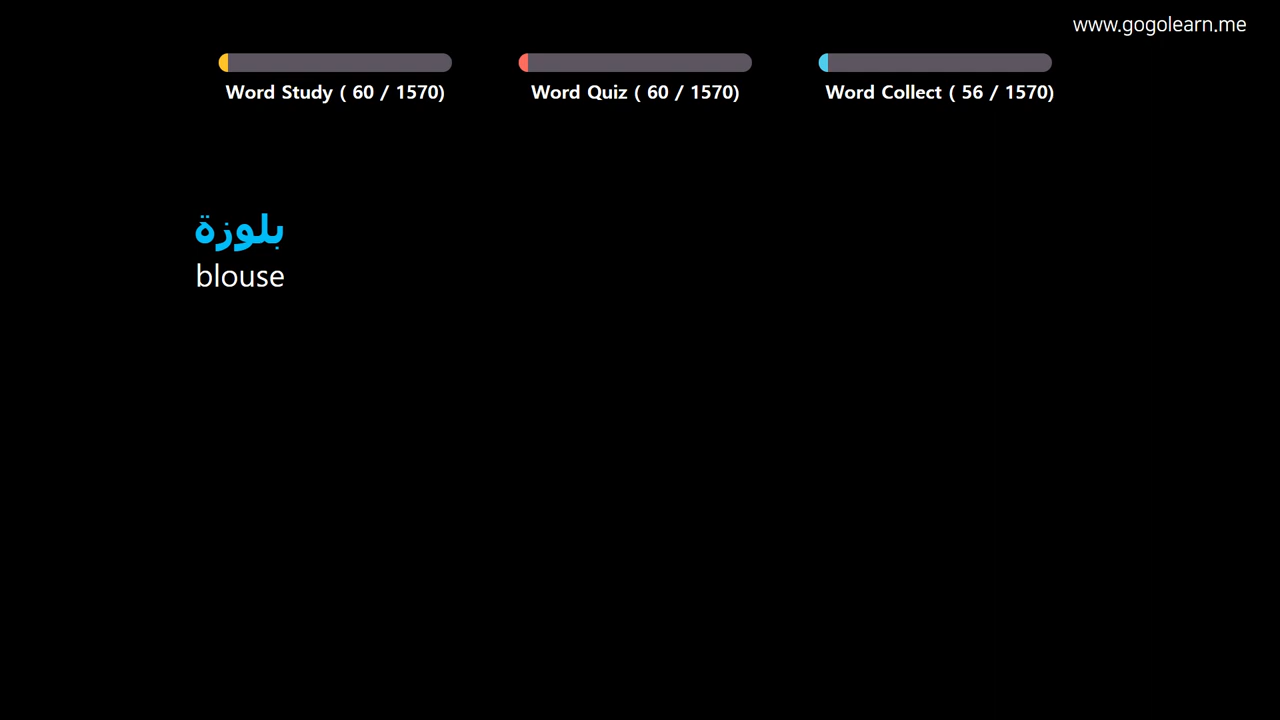 www.gogolearn.me
Word Study ( 60 / 1570)
Word Quiz ( 60 / 1570)
Word Collect ( 56 / 1570)
بلوزة
blouse